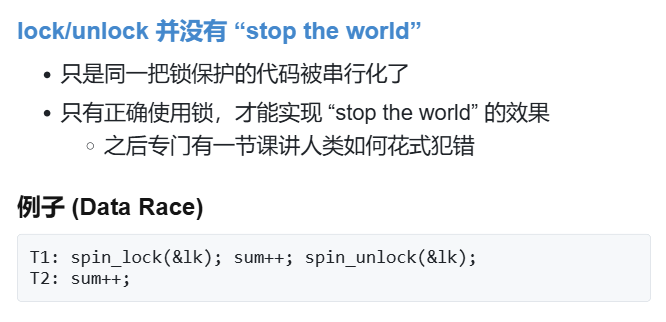 lock/unlock 并没有 “stop the world”
• 只是同一把锁保护的代码被串行化了
• 只有正确使用锁，才能实现 “stop the world” 的效果
◦ 之后专门有一节课讲人类如何花式犯错
例子 (Data Race)
T1: spin_lock(&lk); sum++; spin_unlock(&lk);
T2: sum++;